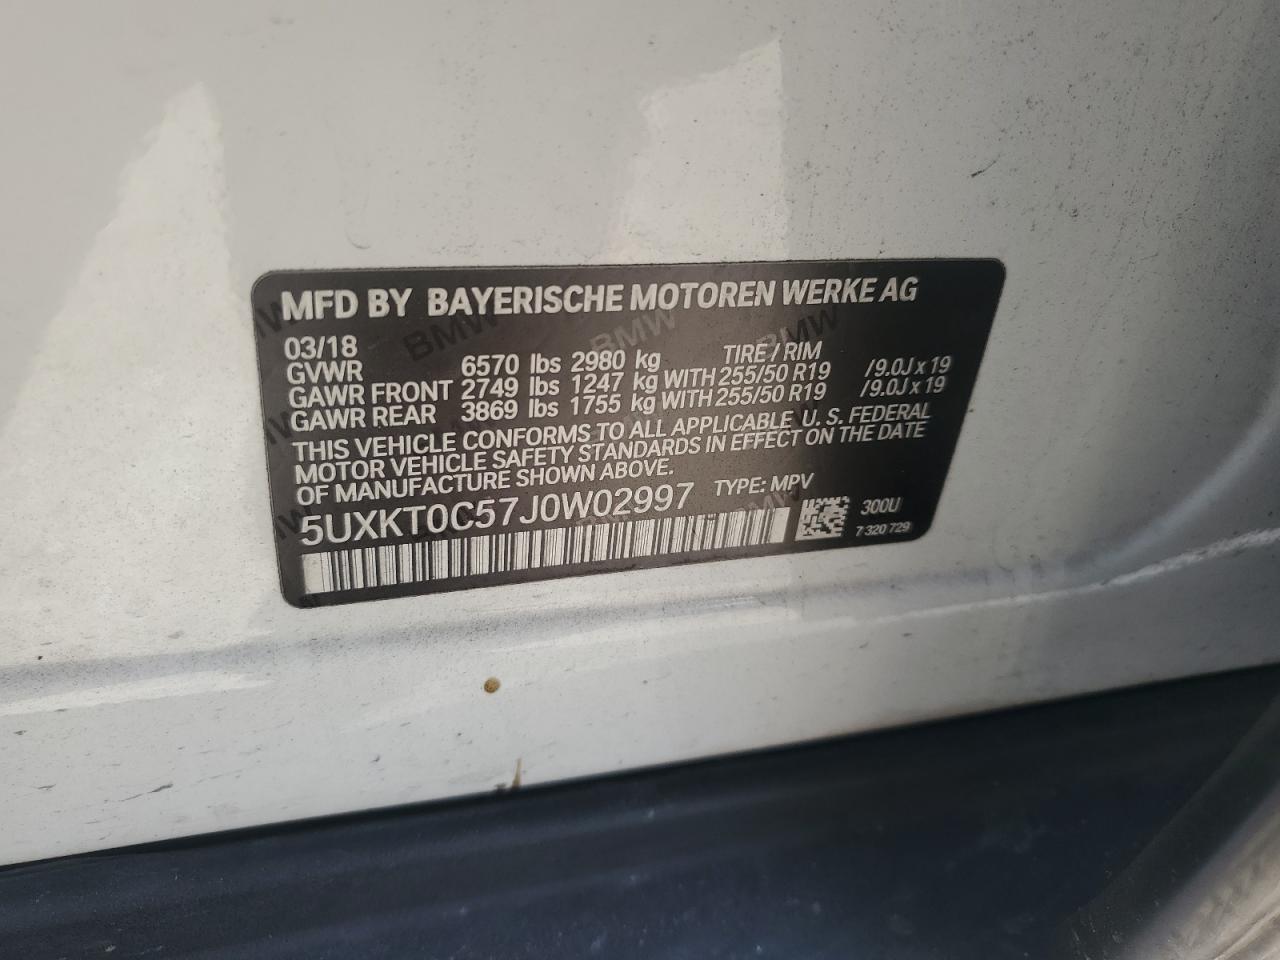 MFD BY BAYERISCHE MOTOREN WERKE AG
03/18
GVWR 6570 lbs 2980 kg TIRE / RIM
GAWR FRONT 2749 lbs 1247 kg WITH 255/50 R19 /9.0J x 19
GAWR REAR 3869 lbs 1755 kg WITH 255/50 R19 /9.0J x 19
THIS VEHICLE CONFORMS TO ALL APPLICABLE U. S. FEDERAL
MOTOR VEHICLE SAFETY STANDARDS IN EFFECT ON THE DATE
OF MANUFACTURE SHOWN ABOVE.
5UXKT0C57J0W02997 TYPE: MPV
300U
7 320 729